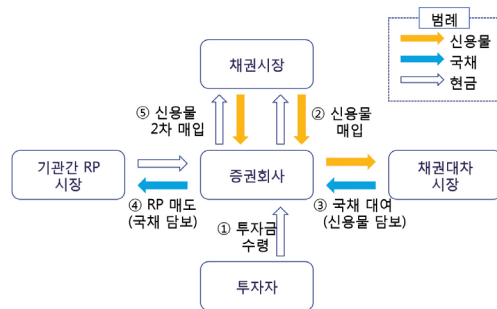 범례
신용물
국채
현금
채권시장
⑤ 신용물
2차 매입
② 신용물
매입
기관간 RP
시장
증권회사
채권대차
시장
④ RP 매도
(국채 담보)
③ 국채 대여
(신용물 담보)
① 투자금
수령
투자자